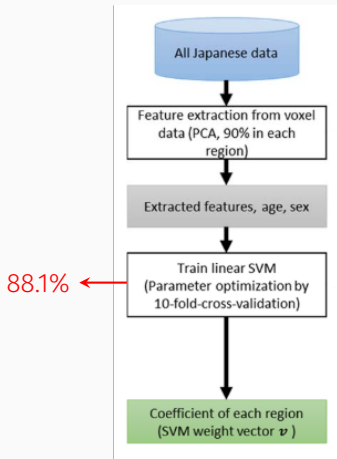 All Japanese data
Feature extraction from voxel
data (PCA, 90% in each
region)
Extracted features, age, sex
88.1%
Train linear SVM
(Parameter optimization by
10-fold-cross-validation)
Coefficient of each region
(SVM weight vector v )